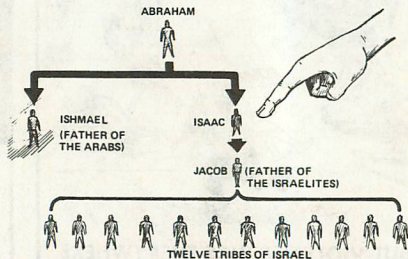 ABRAHAM
ISHMAEL
(FATHER OF
THE ARABS)
ISAAC
JACOB
(FATHER OF
THE ISRAELITES)
TWELVE TRIBES OF ISRAEL